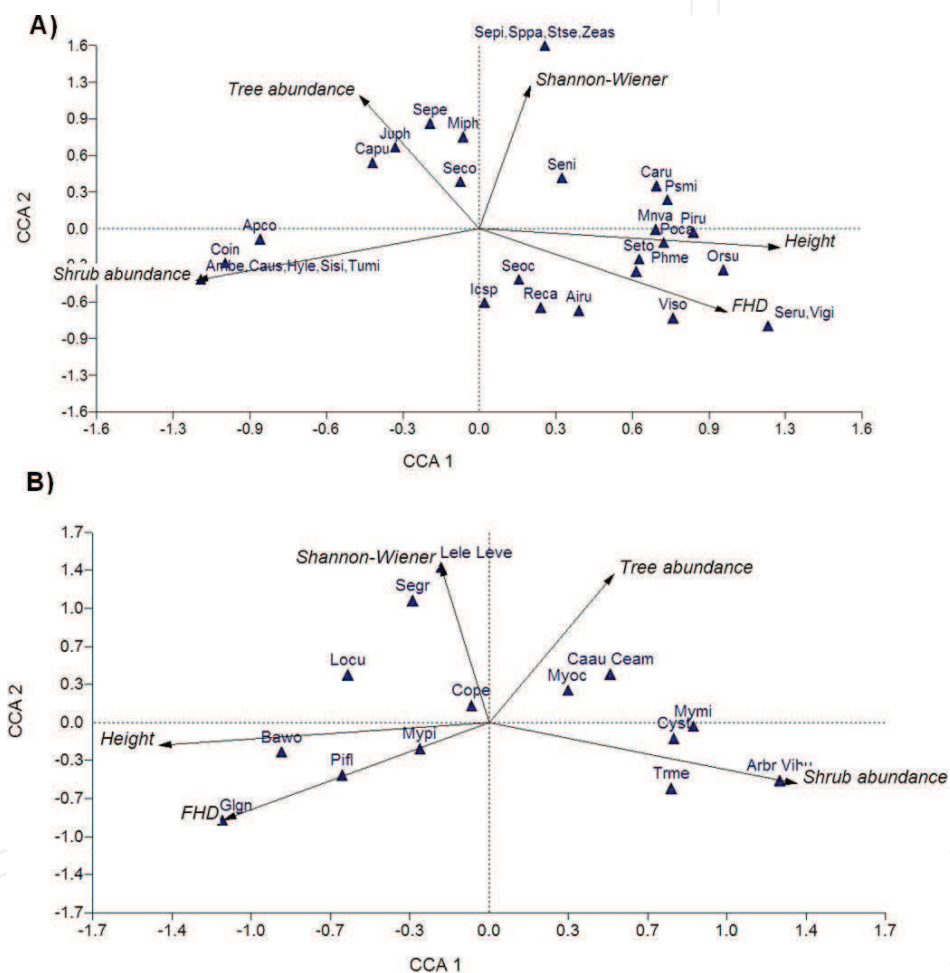 A)
Sepi,Sppa,Stse,Zeas
1.6
Shannon-Wiener
1.3
Tree abundance
Sepe
0.9
Miph
Juph
Capu
0.6
Seco
Seni
Caru
0.3
Psmi
Mnva Piru
CCA 2
0.0
Apco
Poca
Height
Coin
Seto
Phme
Orsu
Shrub abundance
Ambe,Caus,Hyle,Sisi,Tumi
Seoc
Icsp
Reca
Airu
Viso
FHD
Seru,Vigi
-0.6
-0.9
-1.3
-1.6
-1.6 -1.3 -0.9 -0.6 -0.3 0.0 0.3 0.6 0.9 1.3 1.6
CCA 1
B)
1.7
Shannon-Wiener
Lele Leve
1.4
Tree abundance
Segr
1.0
0.7
Locu
Caau Ceam
Myoc
0.3
Cope
Mymi
CCA 2
0.0
Cyst
Height
Bawo
Mypi
-0.3
Pifl
Trme
Arbr
Shrub abundance
-0.7
FHD
Glgn
-1.0
-1.4
-1.7
-1.7 -1.4 -1.0 -0.7 -0.3 0.0 0.3 0.7 1.0 1.4 1.7
CCA 1